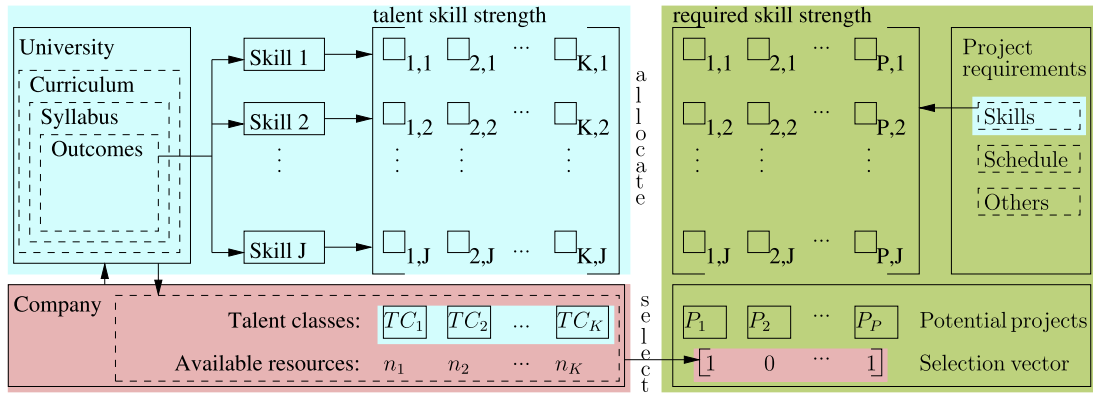 talent skill strength
required skill strength
University
Curriculum
Syllabus
Outcomes
Skill 1
Skill 2
⋮
Skill J
1,1 2,1 ... K,1
1,2 2,2 ... K,2
⋮ ⋮ ⋮
1,J 2,J ... K,J
allocate
1,1 2,1 ... P,1
1,2 2,2 ... P,2
⋮ ⋮ ⋮
1,J 2,J ... P,J
Project
requirements
Skills
Schedule
Others
Company
Talent classes: TC₁ TC₂ ... TC_K
Available resources: n₁ n₂ ... n_K
select
P₁ P₂ ... P_P Potential projects
[1 0 ... 1] Selection vector